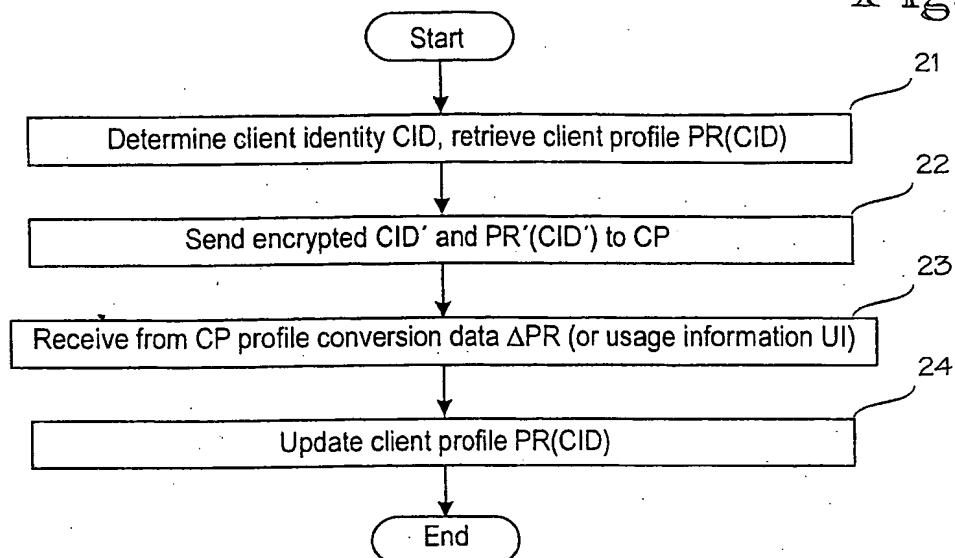 Fig.
Start
21
Determine client identity CID, retrieve client profile PR(CID)
22
Send encrypted CID´ and PR´(CID´) to CP
23
Receive from CP profile conversion data ΔPR (or usage information UI)
24
Update client profile PR(CID)
End